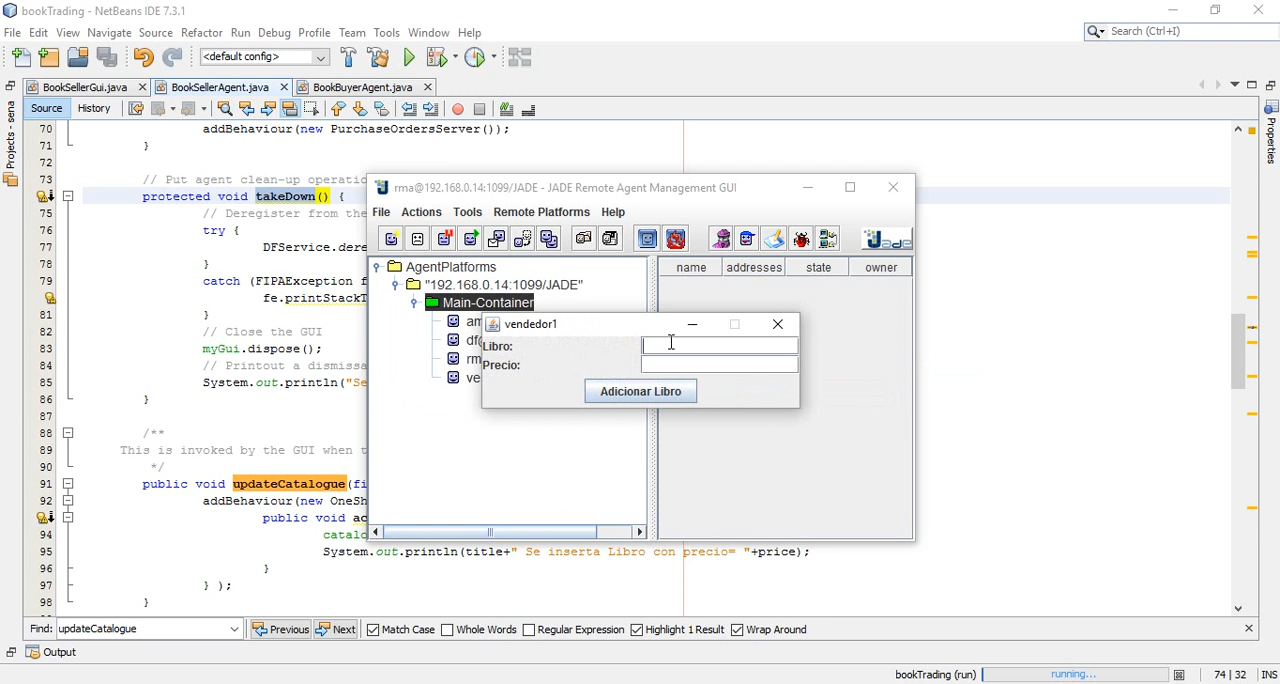 bookTrading - NetBeans IDE 7.3.1
File Edit View Navigate Source Refactor Run Debug Profile Team Tools Window Help
Search (Ctrl+I)
<default config>
BookSellerGui.java BookSellerAgent.java BookBuyerAgent.java
Source History
Projects - sena
Properties
70 addBehaviour(new PurchaseOrdersServer());
71 }
72
73 // Put agent clean-up operatio
protected void takeDown() {
75 // Deregister from the
76 try {
77 DFService.dere
78 }
79 catch (FIPAException f
fe.printStackT
81 }
82 // Close the GUI
83 myGui.dispose();
84 // Printout a dismissa
85 System.out.println("Se
86 }
87
88 /**
89 This is invoked by the GUI when t
90 */
91 public void updateCatalogue(fi
92 addBehaviour(new OneSh
public void ac
94 catalo
95 System.out.println(title+" Se inserta Libro con precio= "+price);
96 }
97 } );
98 }
rma@192.168.0.14:1099/JADE - JADE Remote Agent Management GUI
File Actions Tools Remote Platforms Help
Jade
AgentPlatforms
"192.168.0.14:1099/JADE"
Main-Container
am
df
rm
ve
name addresses state owner
vendedor1
Libro:
Precio:
Adicionar Libro
Find: updateCatalogue Previous Next Match Case Whole Words Regular Expression Highlight 1 Result Wrap Around
Output
bookTrading (run) running... 74 | 32 INS